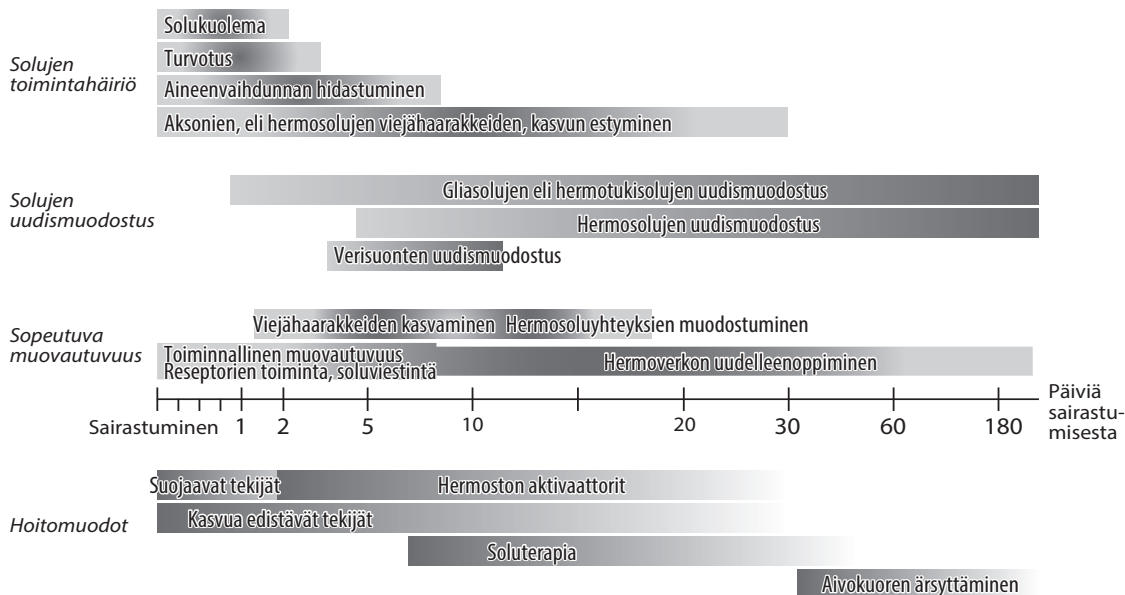 Solujen
toimintahäiriö
Solukuolema
Turvotus
Aineenvaihdunnan hidastuminen
Aksonien, eli hermosolujen viejähaarakkeiden, kasvun estyminen
Solujen
uudismuodostus
Gliasolujen eli hermotukisolujen uudismuodostus
Hermosolujen uudismuodostus
Verisuonten uudismuodostus
Sopeutuva
muovautuvuus
Viejähaarakkeiden kasvaminen Hermosoluyhteyksien muodostuminen
Toiminnallinen muovautuvuus
Reseptorien toiminta, soluviestintä
Hermoverkon uudelleenoppiminen
Sairastuminen 1 2 5 10 20 30 60 180
Päiviä
sairastu-
misesta
Hoitomuodot
Suojaavat tekijät Hermoston aktivaattorit
Kasvua edistävät tekijät
Soluterapia
Aivokuoren ärsyttäminen